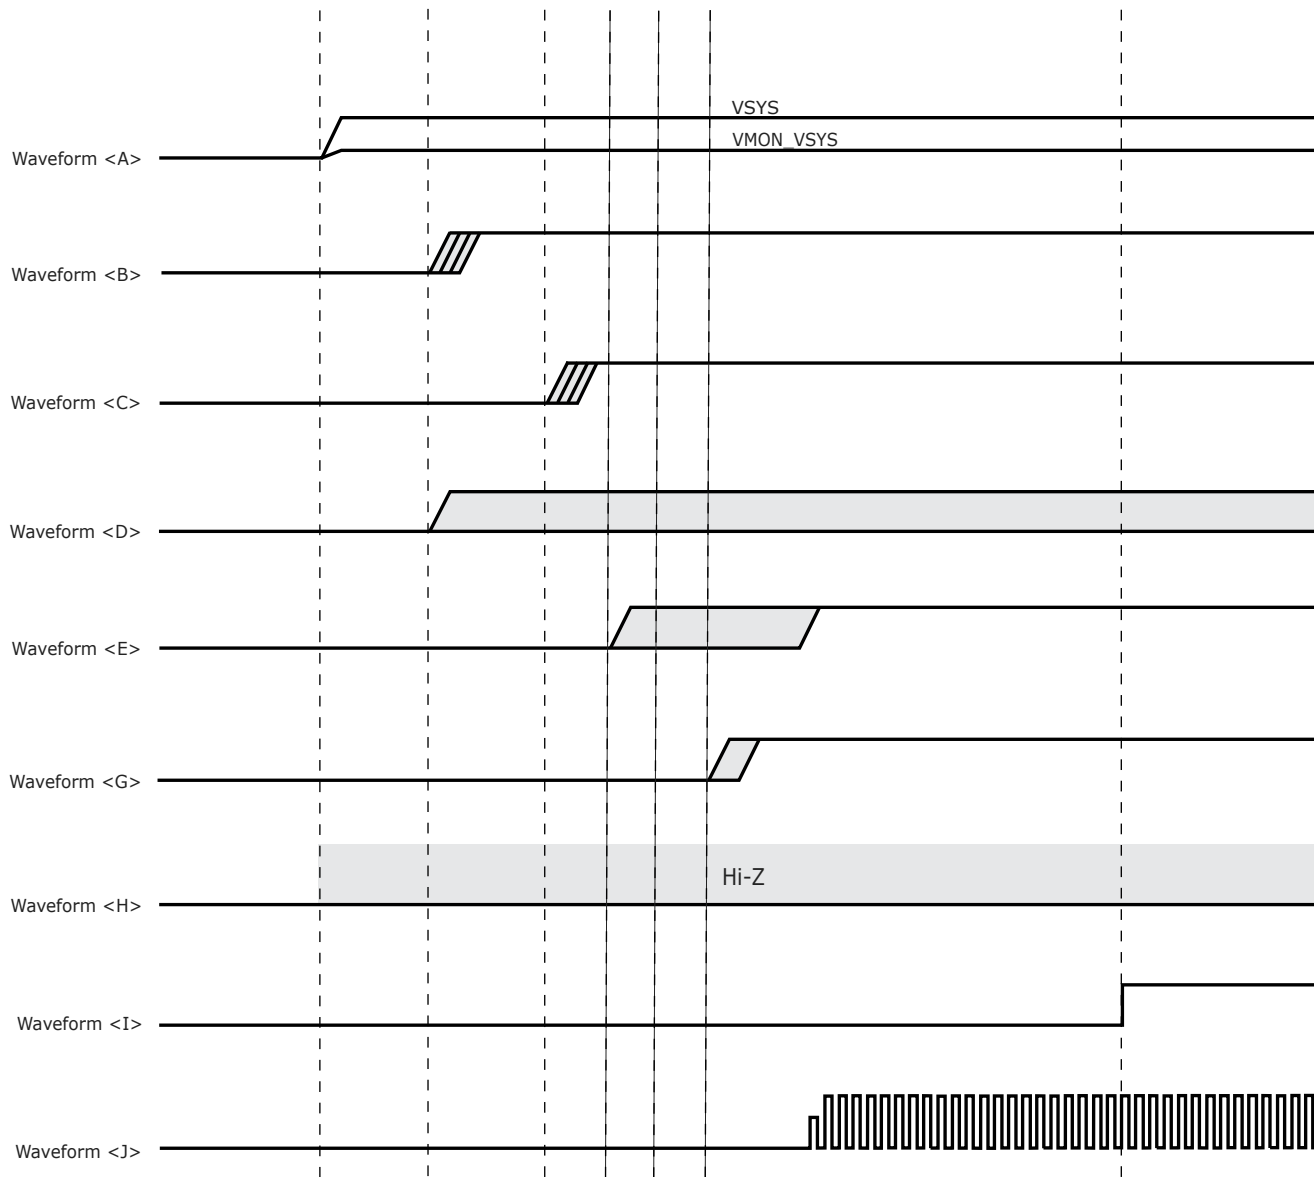 VSYS
VMON_VSYS
Waveform <A>
Waveform <B>
Waveform <C>
Waveform <D>
Waveform <E>
Waveform <G>
Hi-Z
Waveform <H>
Waveform <I>
Waveform <J>